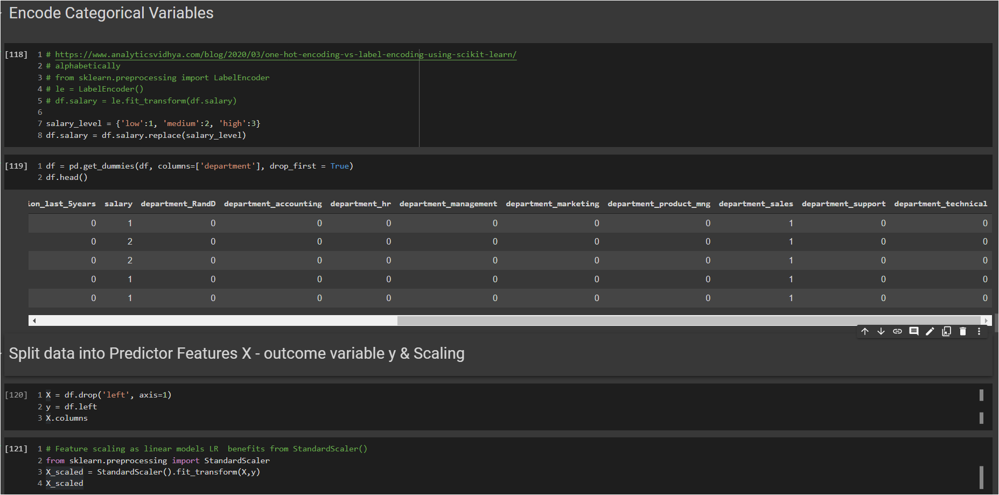 Encode Categorical Variables
[118] 1 # https://www.analyticsvidhya.com/blog/2020/03/one-hot-encoding-vs-label-encoding-using-scikit-learn/
2 # alphabetically
3 # from sklearn.preprocessing import LabelEncoder
4 # le = LabelEncoder()
5 # df.salary = le.fit_transform(df.salary)
6
7 salary_level = {'low':1, 'medium':2, 'high':3}
8 df.salary = df.salary.replace(salary_level)
[119] 1 df = pd.get_dummies(df, columns=['department'], drop_first = True)
2 df.head()
ion_last_5years salary department_RandD department_accounting department_hr department_management department_marketing department_product_mng department_sales department_support department_technical
0 1 0 0 0 0 0 0 1 0 0
0 2 0 0 0 0 0 0 1 0 0
0 2 0 0 0 0 0 0 1 0 0
0 1 0 0 0 0 0 0 1 0 0
0 1 0 0 0 0 0 0 1 0 0
Split data into Predictor Features X - outcome variable y & Scaling
[120] 1 X = df.drop('left', axis=1)
2 y = df.left
3 X.columns
[121] 1 # Feature scaling as linear models LR  benefits from StandardScaler()
2 from sklearn.preprocessing import StandardScaler
3 X_scaled = StandardScaler().fit_transform(X,y)
4 X_scaled